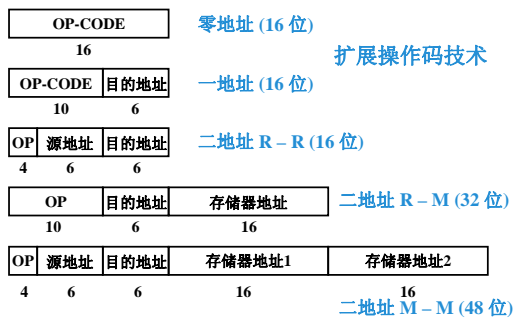 OP-CODE 零地址 (16 位)
16
扩展操作码技术
OP-CODE 目的地址 一地址 (16 位)
10 6
OP 源地址 目的地址 二地址 R – R (16 位)
4 6 6
OP 目的地址 存储器地址 二地址 R – M (32 位)
10 6 16
OP 源地址 目的地址 存储器地址1 存储器地址2
4 6 6 16 16
二地址 M – M (48 位)